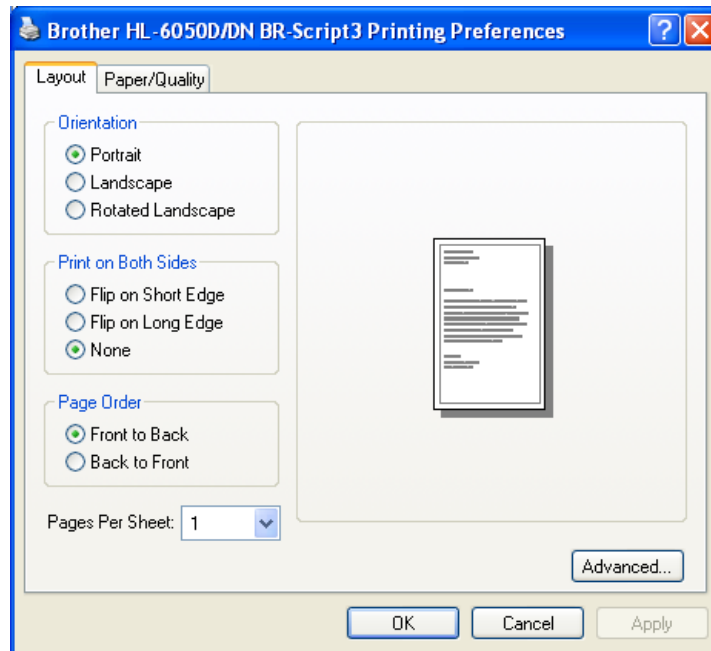 Brother HL-6050D/DN BR-Script3 Printing Preferences
Layout
Paper/Quality
Orientation
Portrait
Landscape
Rotated Landscape
Print on Both Sides
Flip on Short Edge
Flip on Long Edge
None
Page Order
Front to Back
Back to Front
Pages Per Sheet: 1
Advanced...
OK
Cancel
Apply